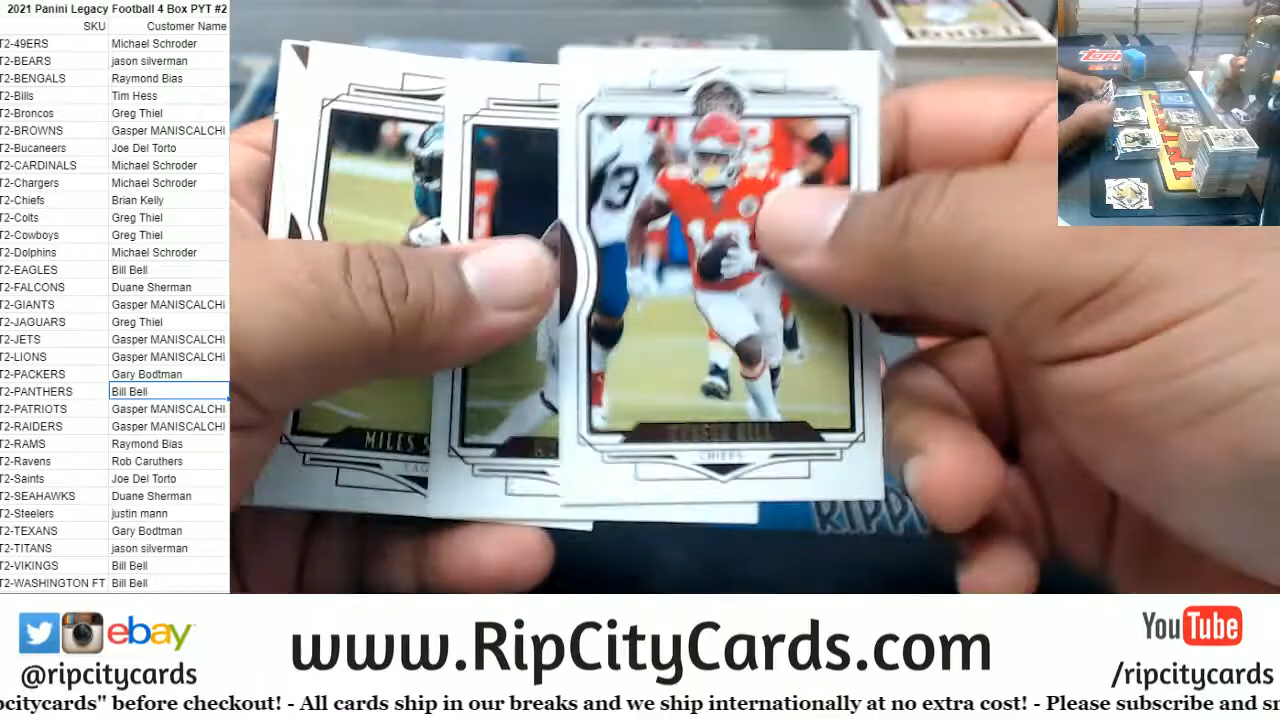 2021 Panini Legacy Football 4 Box PYT #2
SKU Customer Name
T2-49ERS Michael Schroder
T2-BEARS jason silverman
T2-BENGALS Raymond Bias
T2-Bills Tim Hess
T2-Broncos Greg Thiel
T2-BROWNS Gasper MANISCALCHI
T2-Bucaneers Joe Del Torto
T2-CARDINALS Michael Schroder
T2-Chargers Michael Schroder
T2-Chiefs Brian Kelly
T2-Colts Greg Thiel
T2-Cowboys Greg Thiel
T2-Dolphins Michael Schroder
T2-EAGLES Bill Bell
T2-FALCONS Duane Sherman
T2-GIANTS Gasper MANISCALCHI
T2-JAGUARS Greg Thiel
T2-JETS Gasper MANISCALCHI
T2-LIONS Gasper MANISCALCHI
T2-PACKERS Gary Bodtman
T2-PANTHERS Bill Bell
T2-PATRIOTS Gasper MANISCALCHI
T2-RAIDERS Gasper MANISCALCHI
T2-RAMS Raymond Bias
T2-Ravens Rob Caruthers
T2-Saints Joe Del Torto
T2-SEAHAWKS Duane Sherman
T2-Steelers justin mann
T2-TEXANS Gary Bodtman
T2-TITANS jason silverman
T2-VIKINGS Bill Bell
T2-WASHINGTON FT Bill Bell
MILES S
EAG
HILL
CHIEFS
RIPPI
Topps
ebay
@ripcitycards
www.RipCityCards.com
YouTube
/ripcitycards
pcitycards" before checkout! - All cards ship in our breaks and we ship internationally at no extra cost! - Please subscribe and sm